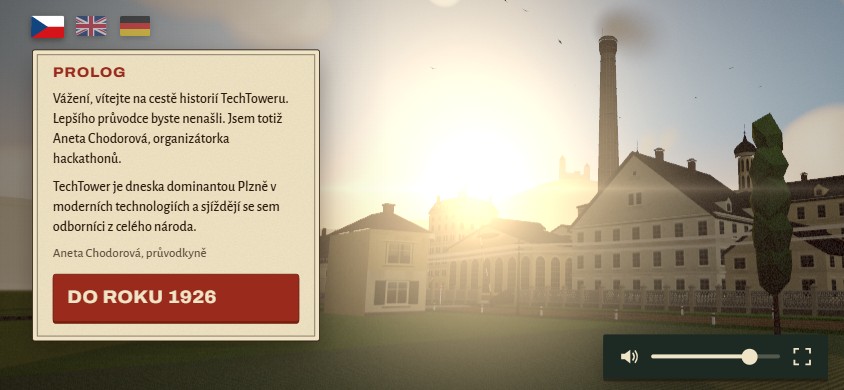 PROLOG
Vážení, vítejte na cestě historií TechToweru.
Lepšího průvodce byste nenašli. Jsem totiž
Aneta Chodorová, organizátorka
hackathonů.
TechTower je dneska dominantou Plzně v
moderních technologiích a sjíždějí se sem
odborníci z celého národa.
Aneta Chodorová, průvodkyně
DO ROKU 1926